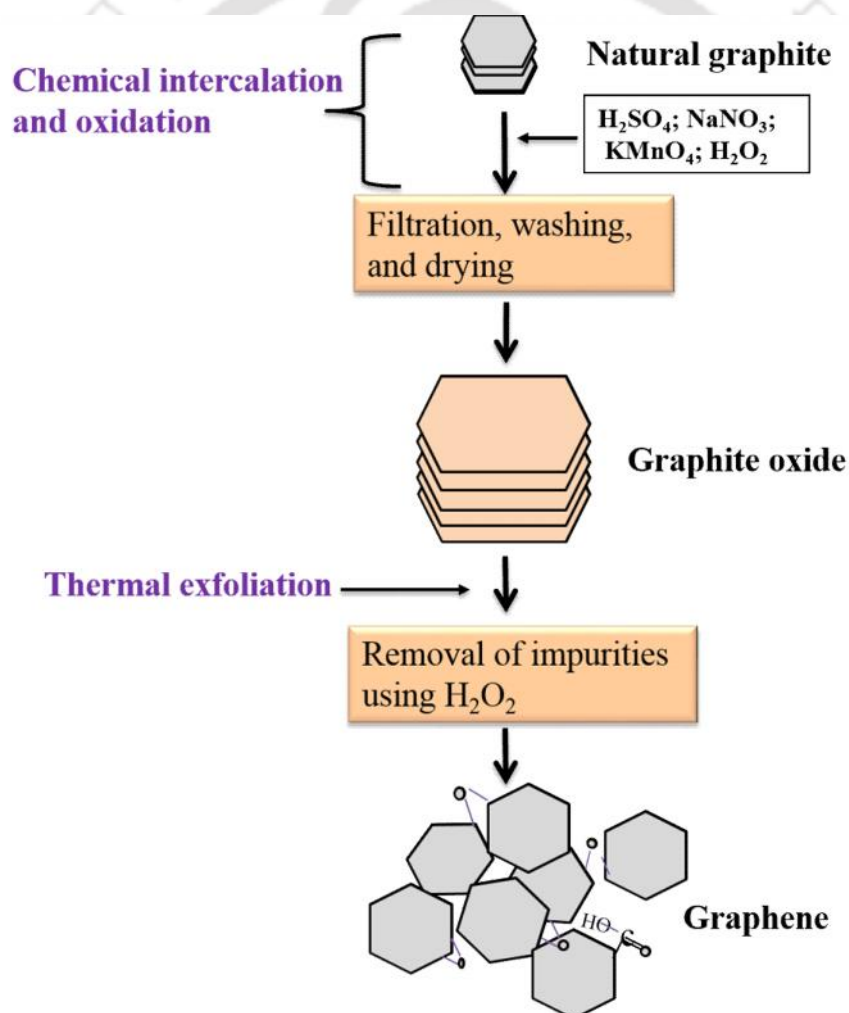 Natural graphite
Chemical intercalation
and oxidation
H₂SO₄; NaNO₃;
KMnO₄; H₂O₂
Filtration, washing,
and drying
Graphite oxide
Thermal exfoliation
Removal of impurities
using H₂O₂
HO
C
Graphene